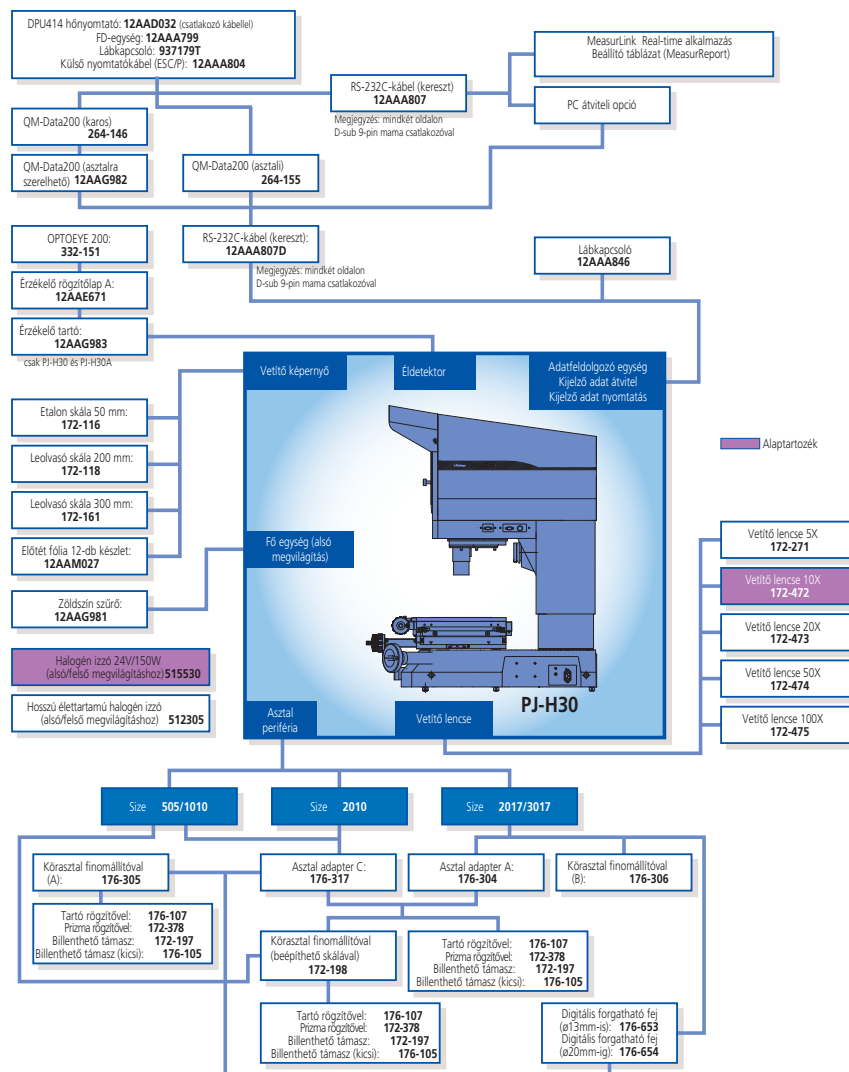 DPU414 hőnyomtató: 12AAD032 (csatlakozó kábellel)
FD-egység: 12AAA799
Lábkapcsoló: 937179T
Külső nyomtatókábel (ESC/P): 12AAA804
RS-232C-kábel (kereszt)
12AAA807
Megjegyzés: mindkét oldalon
D-sub 9-pin mama csatlakozóval
MeasurLink Real-time alkalmazás
Beállító táblázat (MeasurReport)
PC átviteli opció
QM-Data200 (karos)
264-146
QM-Data200 (asztalra
szerelhető) 12AAG982
QM-Data200 (asztali)
264-155
OPTOEYE 200:
332-151
RS-232C-kábel (kereszt):
12AAA807D
Megjegyzés: mindkét oldalon
D-sub 9-pin mama csatlakozóval
Lábkapcsoló
12AAA846
Érzékelő rögzítőlap A:
12AAE671
Érzékelő tartó:
12AAG983
csak PJ-H30 és PJ-H30A
Vetítő képernyő
Éldetektor
Adatfeldolgozó egység
Kijelző adat átvitel
Kijelző adat nyomtatás
Etalon skála 50 mm:
172-116
Leolvasó skála 200 mm:
172-118
Leolvasó skála 300 mm:
172-161
Előtét fólia 12-db készlet:
12AAM027
Zöldszín szűrő:
12AAG981
Halogén izzó 24V/150W
(alsó/felső megvilágításhoz) 515530
Hosszú élettartamú halogén izzó
(alsó/felső megvilágításhoz) 512305
Fő egység (alsó
megvilágítás)
Asztal
periféria
Vetítő lencse
PJ-H30
Alaptartozék
Vetítő lencse 5X
172-271
Vetítő lencse 10X
172-472
Vetítő lencse 20X
172-473
Vetítő lencse 50X
172-474
Vetítő lencse 100X
172-475
Size 505/1010
Size 2010
Size 2017/3017
Körasztal finomállítóval
(A): 176-305
Asztal adapter C:
176-317
Asztal adapter A:
176-304
Körasztal finomállítóval
(B): 176-306
Tartó rögzítővel: 176-107
Prizma rögzítővel: 172-378
Billenthető támasz: 172-197
Billenthető támasz (kicsi): 176-105
Körasztal finomállítóval
(beépíthető skálával)
172-198
Tartó rögzítővel: 176-107
Prizma rögzítővel: 172-378
Billenthető támasz: 172-197
Billenthető támasz (kicsi): 176-105
Tartó rögzítővel: 176-107
Prizma rögzítővel: 172-378
Billenthető támasz: 172-197
Billenthető támasz (kicsi): 176-105
Digitális forgatható fej
(ø13mm-is): 176-653
Digitális forgatható fej
(ø20mm-ig): 176-654